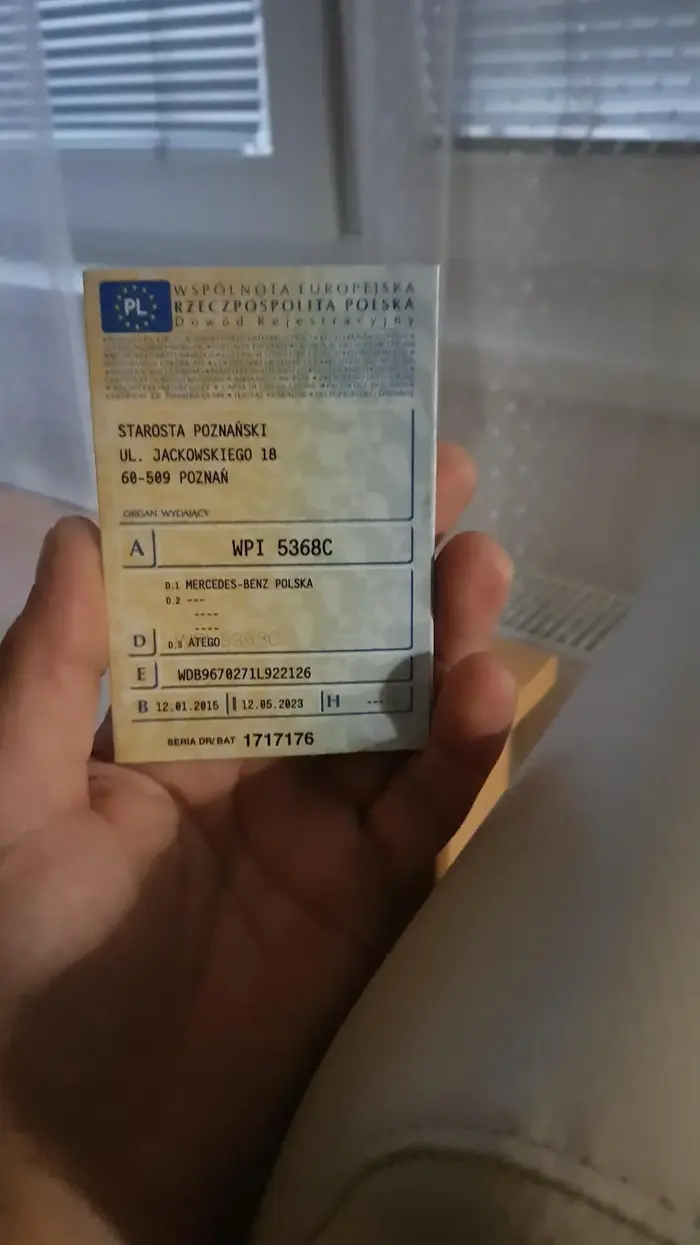 PL
WSPÓLNOTA EUROPEJSKA
RZECZPOSPOLITA POLSKA
Dowód Rejestracyjny
STAROSTA POZNAŃSKI
UL. JACKOWSKIEGO 18
60-509 POZNAŃ
ORGAN WYDAJĄCY
A WPI 5368C
D.1 MERCEDES-BENZ POLSKA
D.2 ---
----
----
D D.3 ATEGO
E WDB9670271L922126
B 12.01.2015 I 12.05.2023 H ---
SERIA DR/BAT 1717176